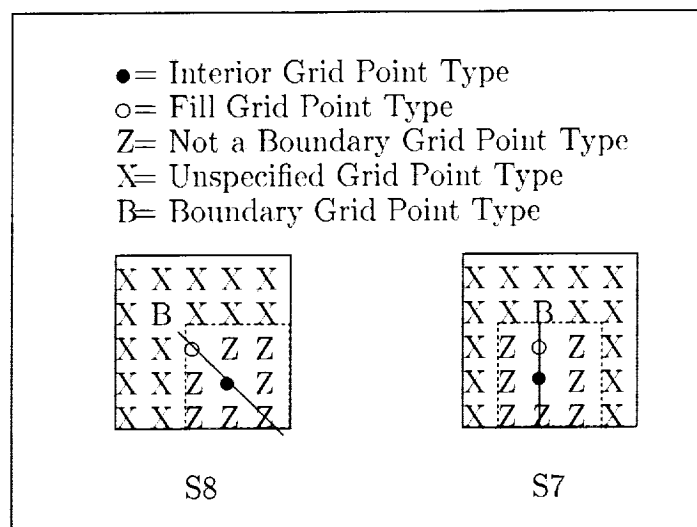 ●= Interior Grid Point Type
○= Fill Grid Point Type
Z= Not a Boundary Grid Point Type
X= Unspecified Grid Point Type
B= Boundary Grid Point Type
X X X X X
X B X X X
X X ○ Z Z
X X Z ● Z
X X Z Z Z
S8
X X X X X
X X B X X
X Z ○ Z X
X Z ● Z X
X Z Z Z X
S7